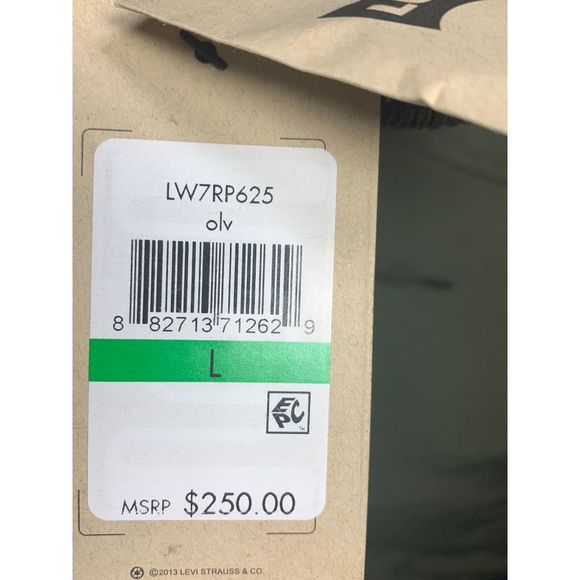 LW7RP625
olv
8 82713 71262 9
L
EPC
MSRP $250.00
©2013 LEVI STRAUSS & CO.